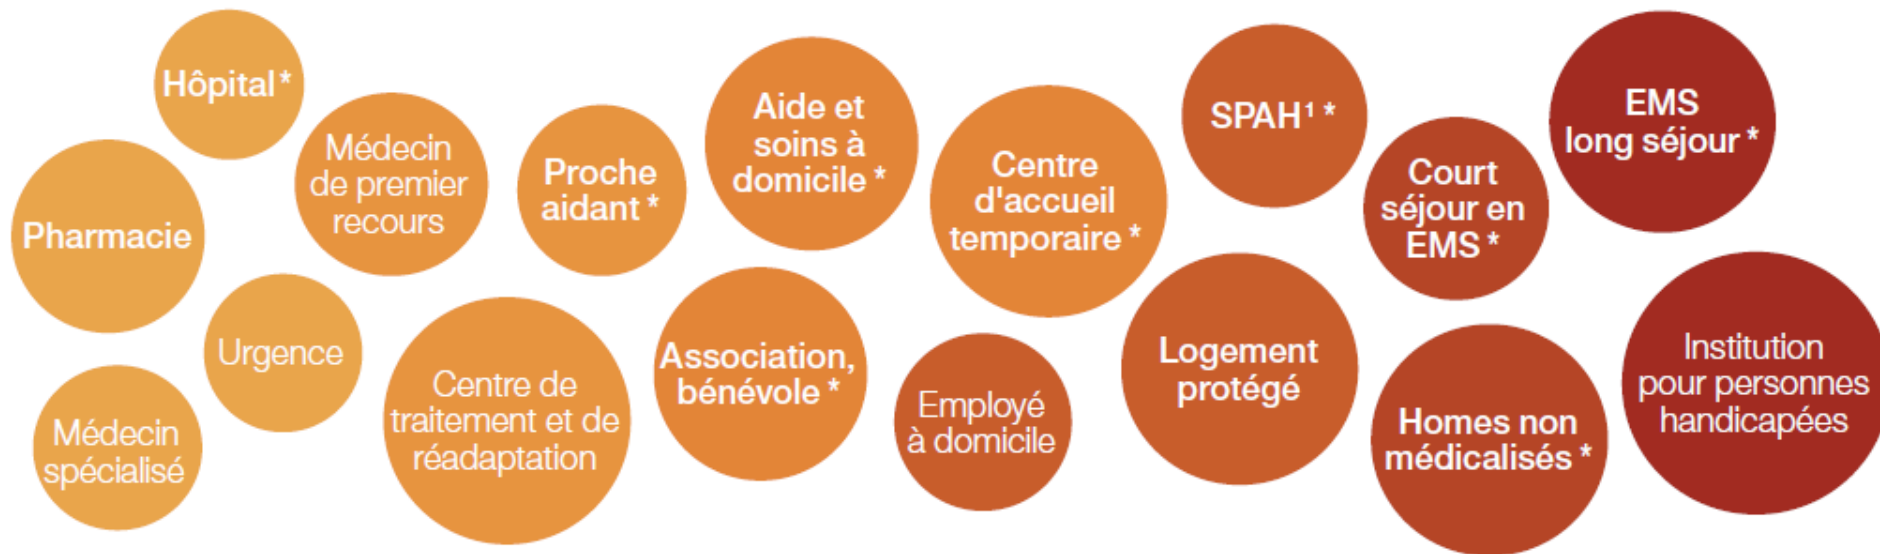 Hôpital *
Pharmacie
Médecin
de premier
recours
Urgence
Médecin
spécialisé
Centre de
traitement et de
réadaptation
Proche
aidant *
Aide et
soins à
domicile *
Association,
bénévole *
Centre
d'accueil
temporaire *
Employé
à domicile
SPAH¹ *
Logement
protégé
Court
séjour en
EMS *
Homes non
médicalisés *
EMS
long séjour *
Institution
pour personnes
handicapées